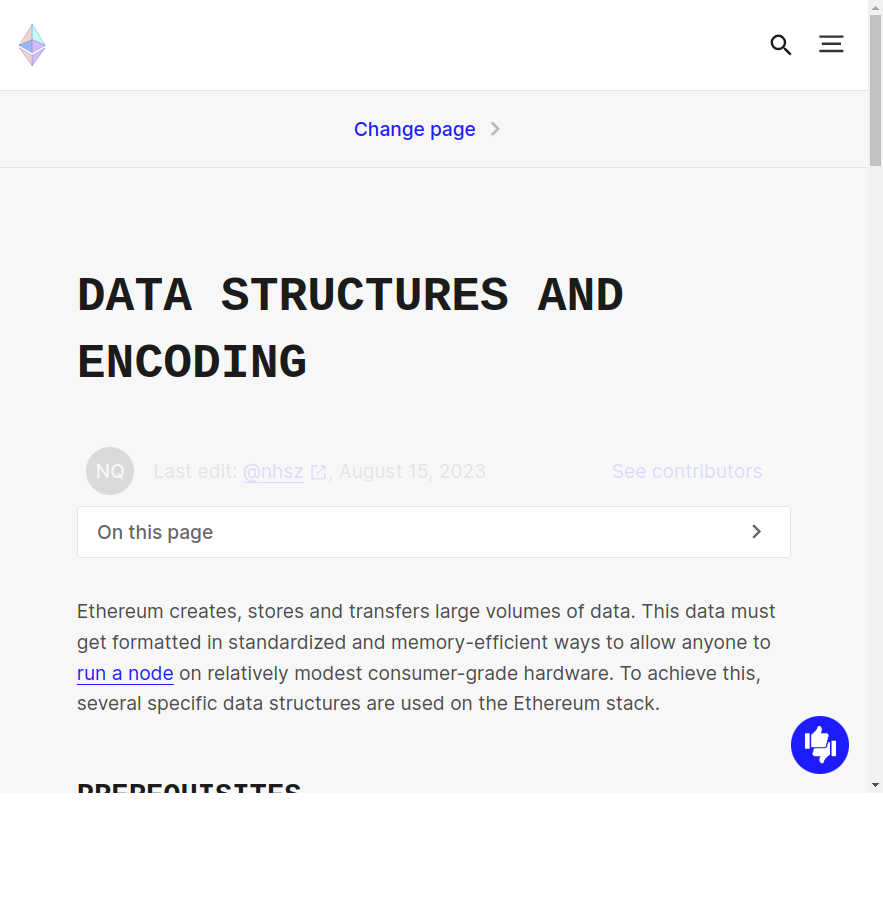 Change page
DATA STRUCTURES AND
ENCODING
NQ Last edit: @nhsz , August 15, 2023 See contributors
On this page
Ethereum creates, stores and transfers large volumes of data. This data must
get formatted in standardized and memory-efficient ways to allow anyone to
run a node on relatively modest consumer-grade hardware. To achieve this,
several specific data structures are used on the Ethereum stack.
PREREQUISITES